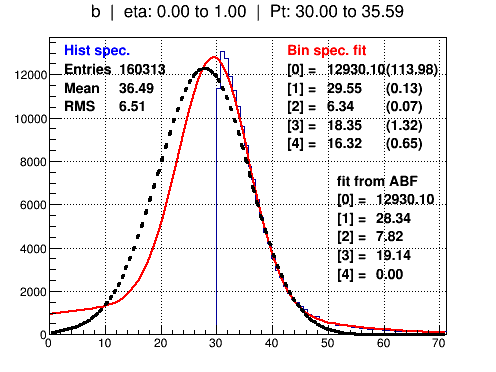 b | eta: 0.00 to 1.00 | Pt: 30.00 to 35.59
Hist spec.
Entries 160313
Mean 36.49
RMS 6.51
Bin spec. fit
[0] = 12930.10(113.98)
[1] = 29.55 (0.13)
[2] = 6.34 (0.07)
[3] = 18.35 (1.32)
[4] = 16.32 (0.65)
fit from ABF
[0] = 12930.10
[1] = 28.34
[2] = 7.82
[3] = 19.14
[4] = 0.00
12000
10000
8000
6000
4000
2000
0
0 10 20 30 40 50 60 70